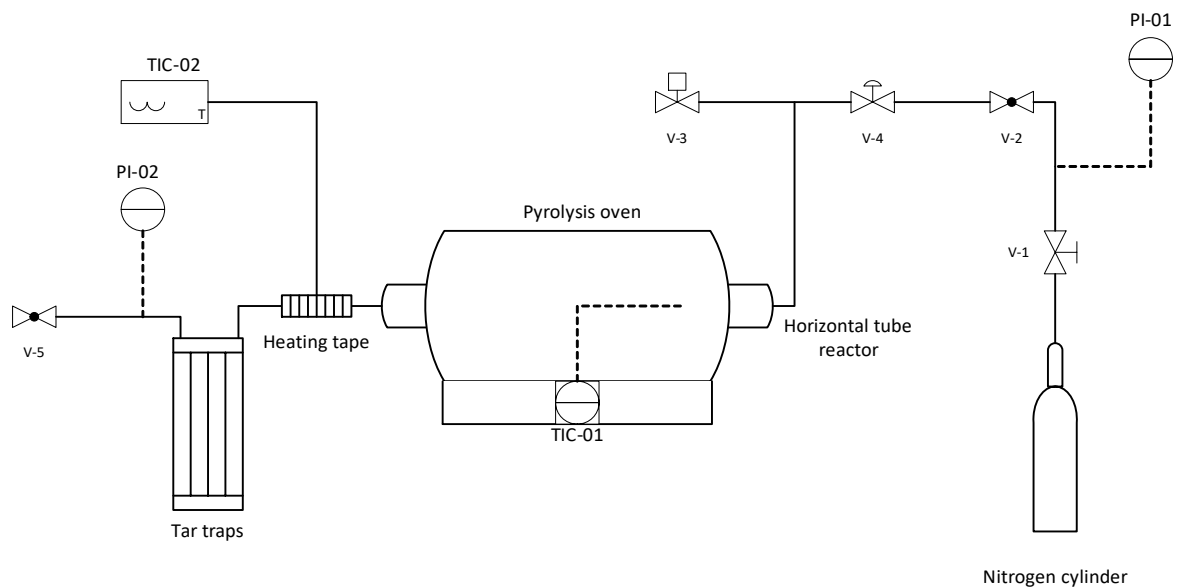 PI-01
TIC-02
T
V-3
V-4
V-2
PI-02
Pyrolysis oven
V-1
Horizontal tube
reactor
Heating tape
V-5
TIC-01
Tar traps
Nitrogen cylinder